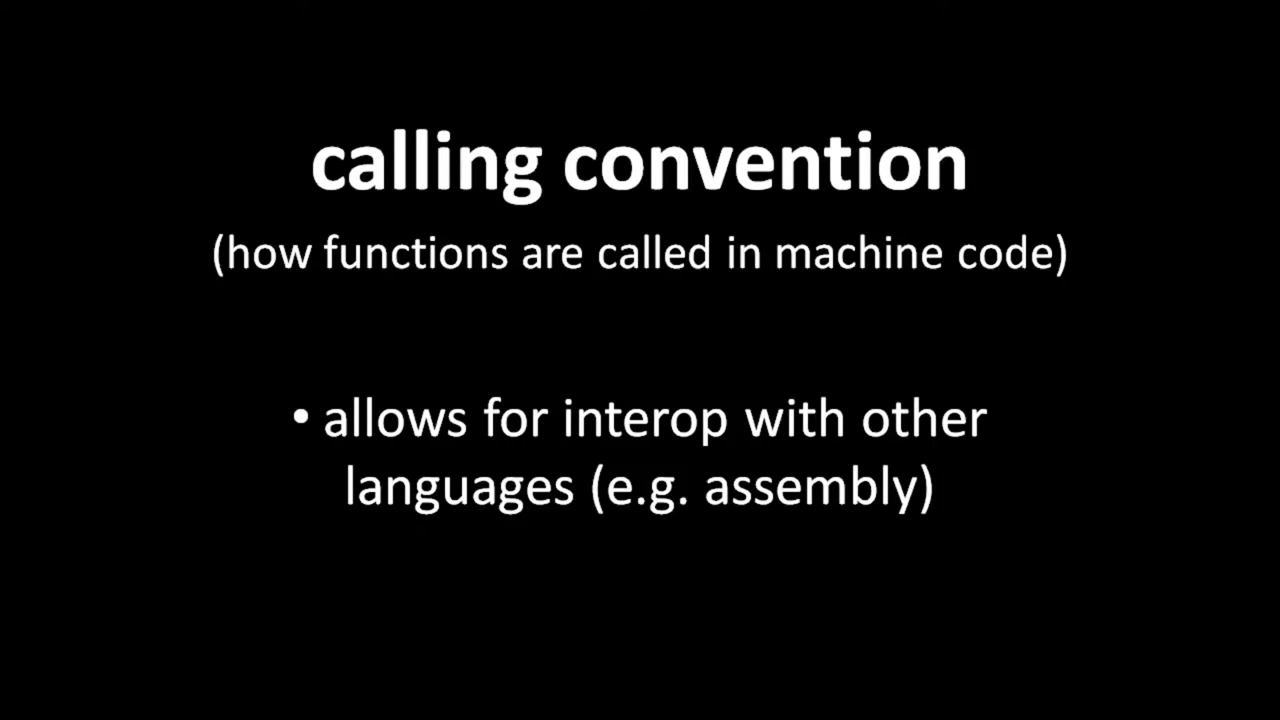 calling convention
(how functions are called in machine code)
• allows for interop with other
languages (e.g. assembly)